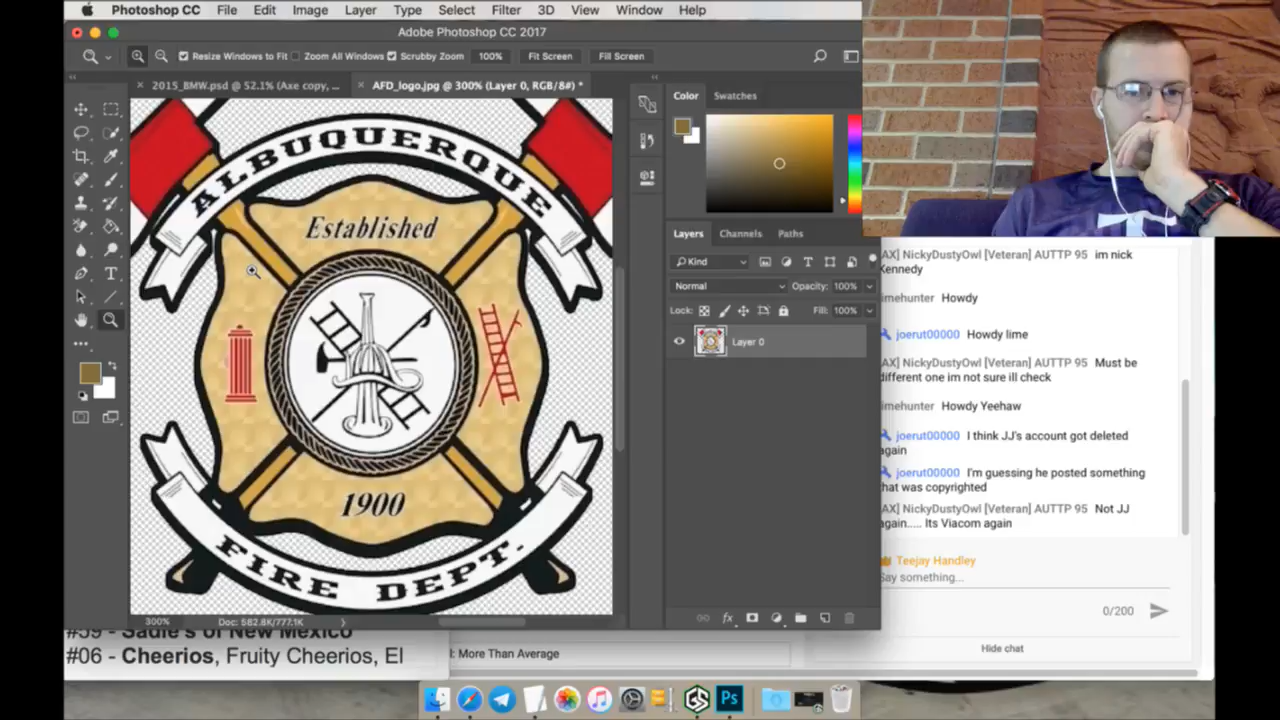 Photoshop CC File Edit Image Layer Type Select Filter 3D View Window Help
Adobe Photoshop CC 2017
Resize Windows to Fit Zoom All Windows Scrubby Zoom 100% Fit Screen Fill Screen
2015_BMW.psd @ 52.1% (Axe copy, ...
AFD_logo.jpg @ 300% (Layer 0, RGB/8#) *
ALBUQUERQUE
Established
1900
FIRE DEPT.
300% Doc: 582.8K/777.1K
Color Swatches
Layers Channels Paths
Kind
Normal Opacity: 100%
Lock: Fill: 100%
Layer 0
fx
AX] NickyDustyOwl [Veteran] AUTTP 95 im nick
Kennedy
imehunter Howdy
joerut00000 Howdy lime
AX] NickyDustyOwl [Veteran] AUTTP 95 Must be
different one im not sure ill check
imehunter Howdy Yeehaw
joerut00000 I think JJ's account got deleted
again
joerut00000 I'm guessing he posted something
that was copyrighted
AX] NickyDustyOwl [Veteran] AUTTP 95 Not JJ
again.... Its Viacom again
Teejay Handley
Say something...
0/200
Hide chat
#59 - Sadie's of New Mexico
#06 - Cheerios, Fruity Cheerios, El
l: More Than Average
GS
Ps